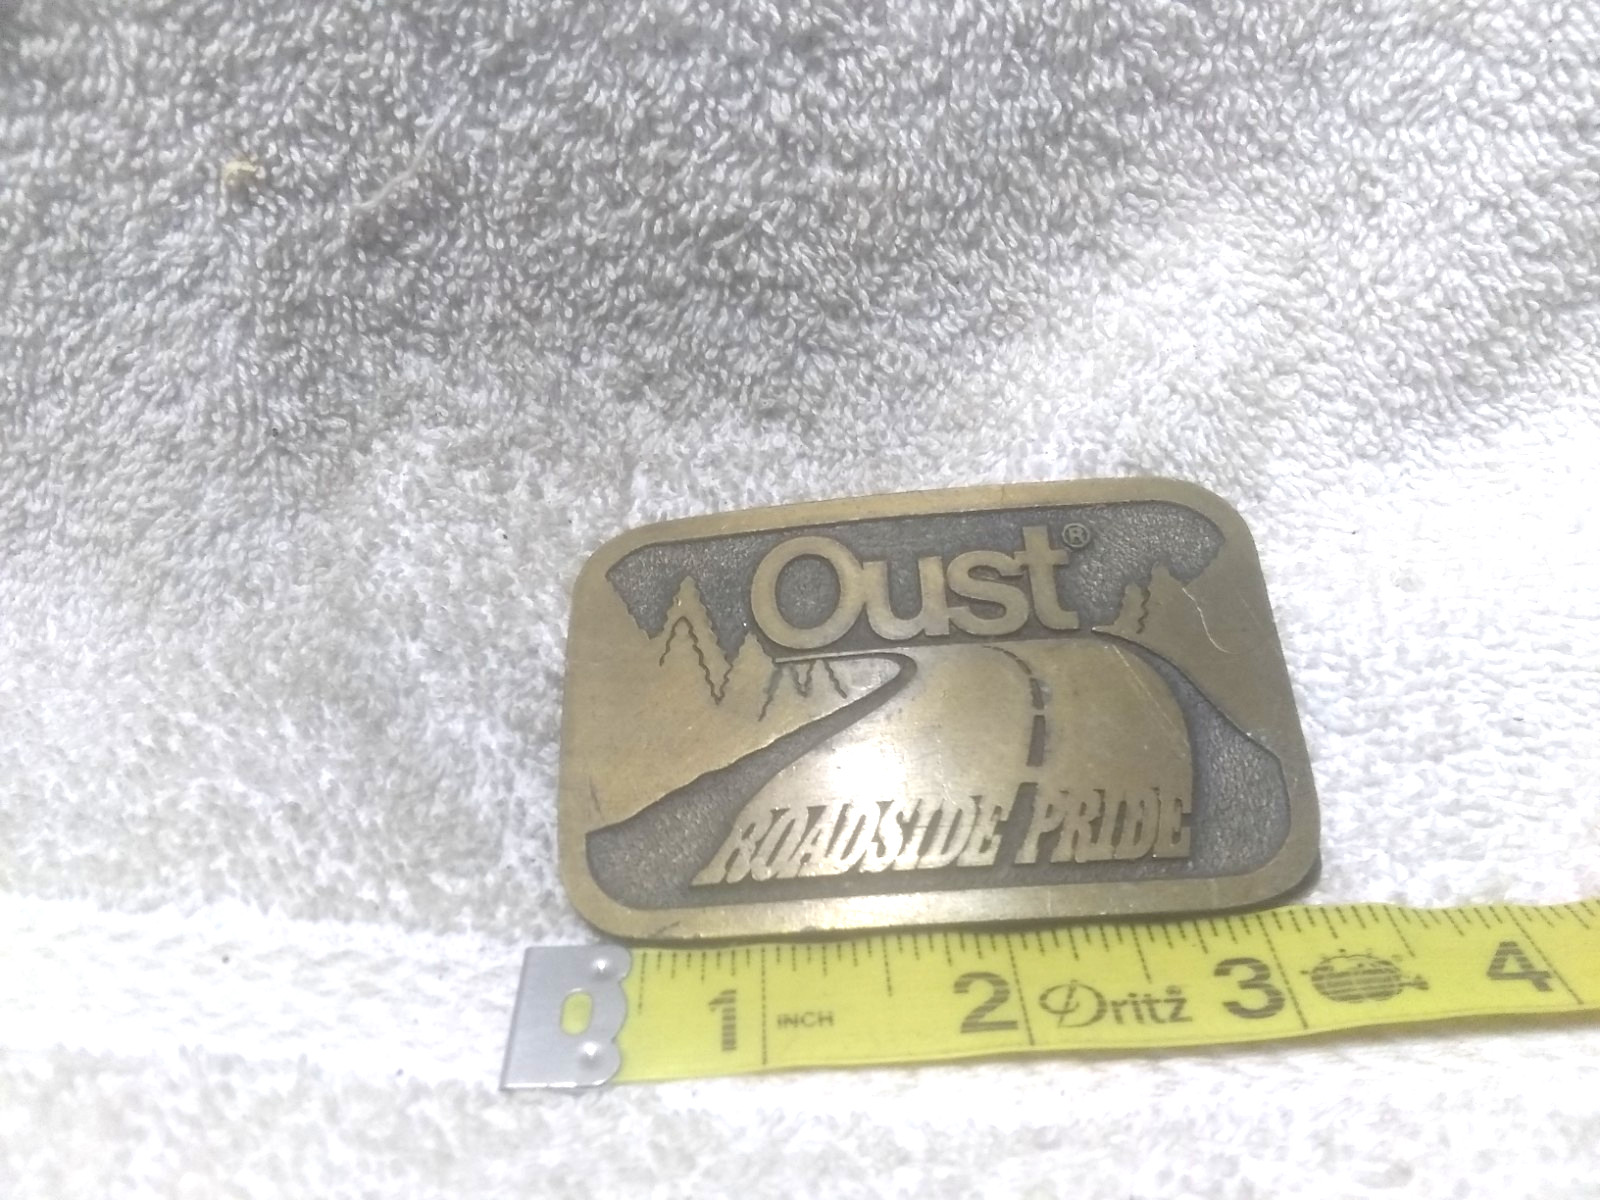 Oust®
ROADSIDE PRIDE
1 INCH 2 Dritz® 3 4